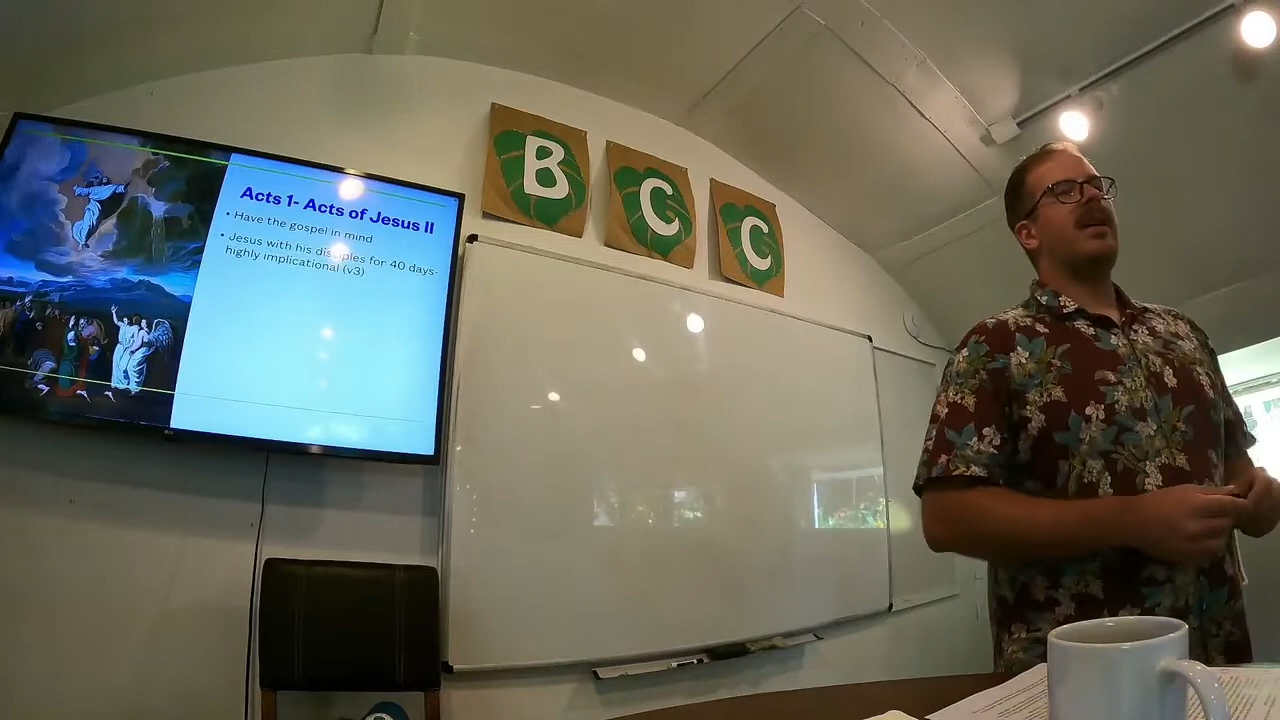 Acts 1- Acts of Jesus II
• Have the gospel in mind
• Jesus with his disciples for 40 days-
highly implicational (v3)
B
C
C